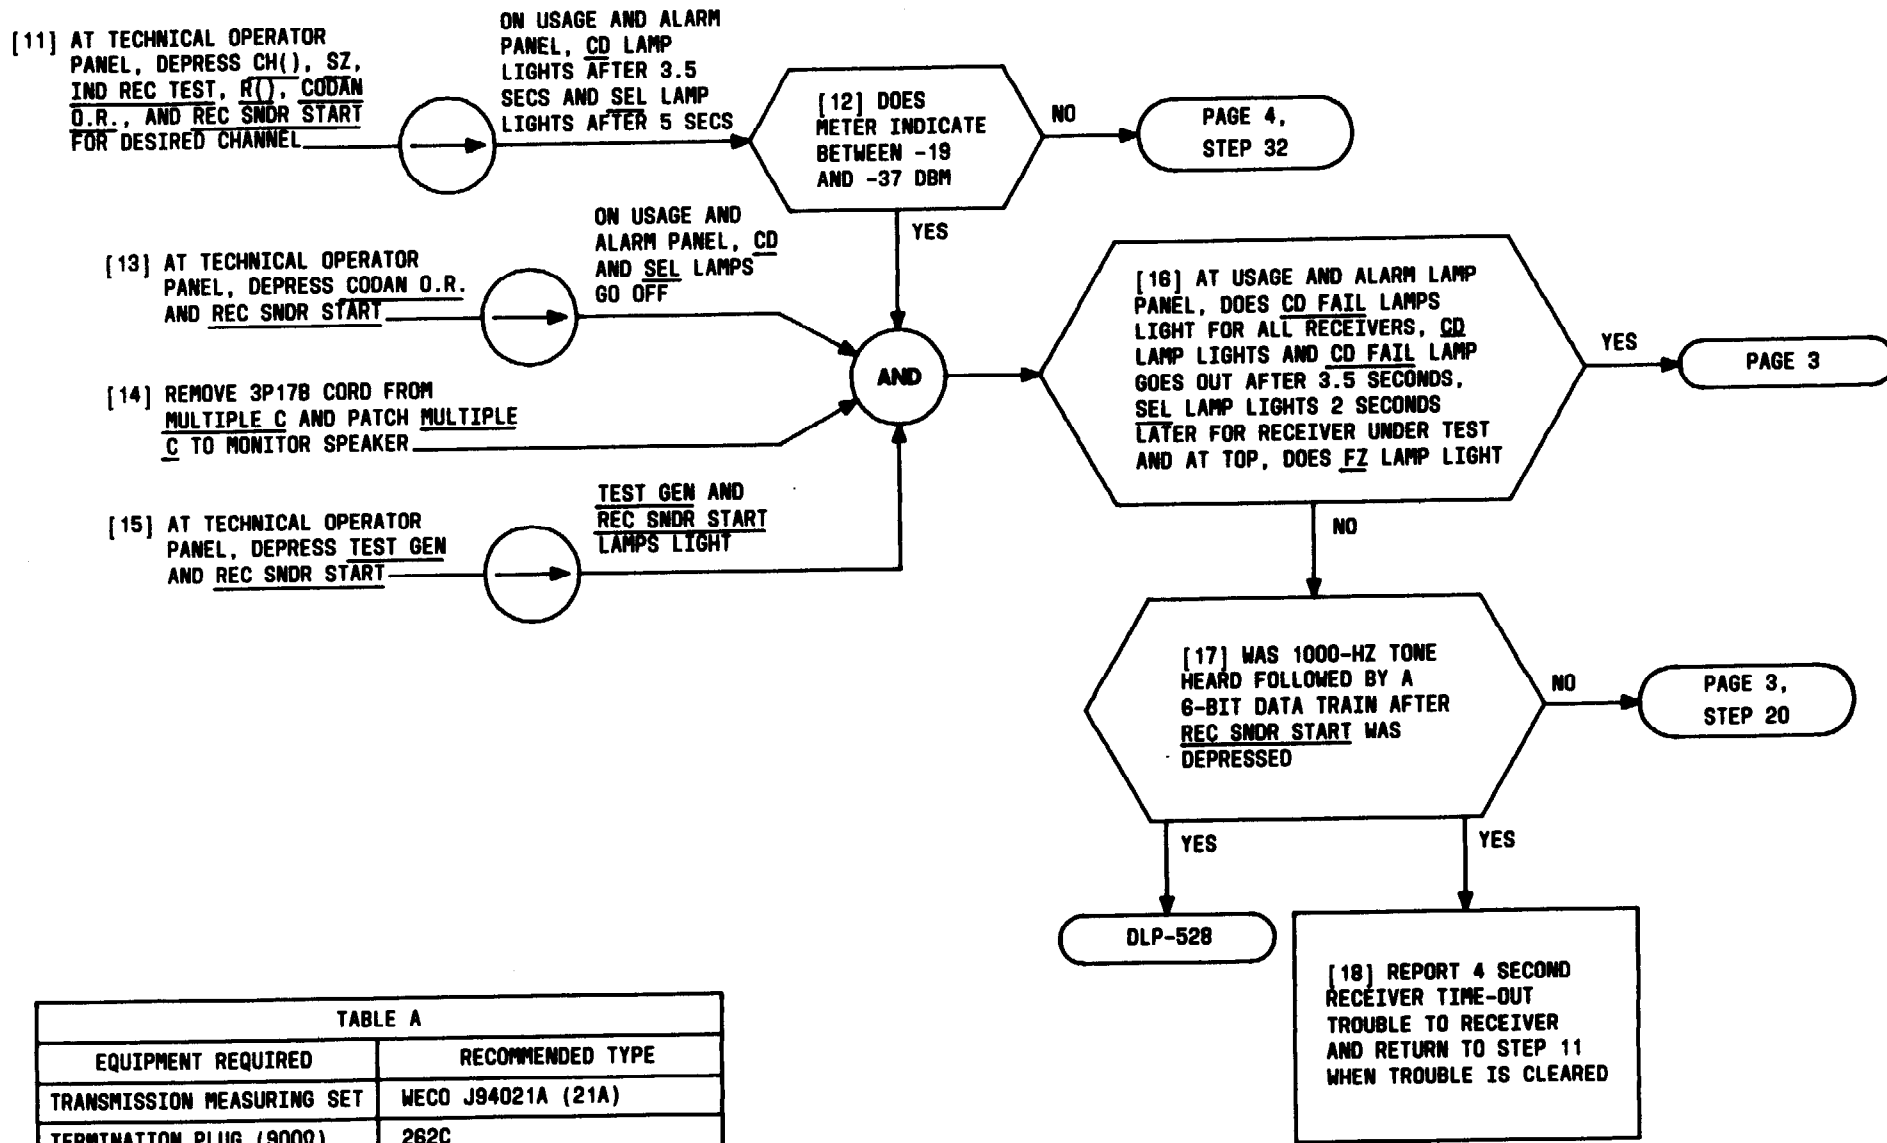 [11] AT TECHNICAL OPERATOR
PANEL, DEPRESS CH(), SZ,
IND REC TEST, R(), CODAN
O.R., AND REC SNDR START
FOR DESIRED CHANNEL
ON USAGE AND ALARM
PANEL, CD LAMP
LIGHTS AFTER 3.5
SECS AND SEL LAMP
LIGHTS AFTER 5 SECS
[12] DOES
METER INDICATE
BETWEEN -19
AND -37 DBM
NO
PAGE 4,
STEP 32
YES
[13] AT TECHNICAL OPERATOR
PANEL, DEPRESS CODAN O.R.
AND REC SNDR START
ON USAGE AND
ALARM PANEL, CD
AND SEL LAMPS
GO OFF
[14] REMOVE 3P17B CORD FROM
MULTIPLE C AND PATCH MULTIPLE
C TO MONITOR SPEAKER
[15] AT TECHNICAL OPERATOR
PANEL, DEPRESS TEST GEN
AND REC SNDR START
TEST GEN AND
REC SNDR START
LAMPS LIGHT
AND
[16] AT USAGE AND ALARM LAMP
PANEL, DOES CD FAIL LAMPS
LIGHT FOR ALL RECEIVERS, CD
LAMP LIGHTS AND CD FAIL LAMP
GOES OUT AFTER 3.5 SECONDS,
SEL LAMP LIGHTS 2 SECONDS
LATER FOR RECEIVER UNDER TEST
AND AT TOP, DOES FZ LAMP LIGHT
YES
PAGE 3
NO
[17] WAS 1000-HZ TONE
HEARD FOLLOWED BY A
6-BIT DATA TRAIN AFTER
REC SNDR START WAS
DEPRESSED
NO
PAGE 3,
STEP 20
YES
YES
DLP-528
[18] REPORT 4 SECOND
RECEIVER TIME-OUT
TROUBLE TO RECEIVER
AND RETURN TO STEP 11
WHEN TROUBLE IS CLEARED
TABLE A
EQUIPMENT REQUIRED
RECOMMENDED TYPE
TRANSMISSION MEASURING SET
WECO J94021A (21A)
TERMINATION PLUG (900Ω)
262C